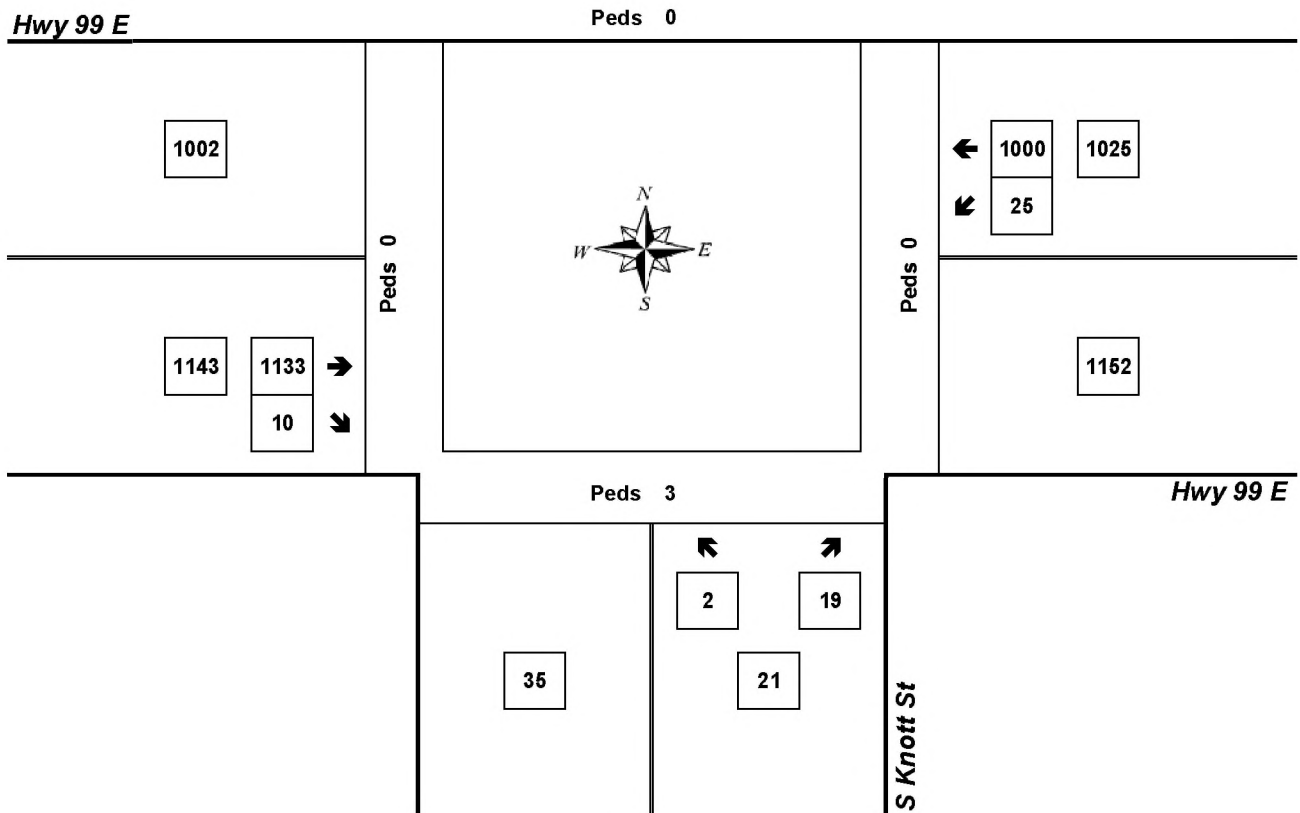 Peds 0
Hwy 99 E
1002
1000 1025
25
N
W E
S
Peds 0
Peds 0
1143 1133
10
1152
Peds 3
Hwy 99 E
2 19
35
21
S Knott St